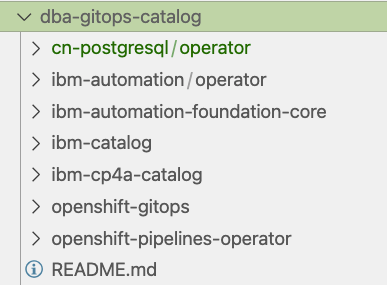 dba-gitops-catalog
cn-postgresql/operator
ibm-automation/operator
ibm-automation-foundation-core
ibm-catalog
ibm-cp4a-catalog
openshift-gitops
openshift-pipelines-operator
README.md